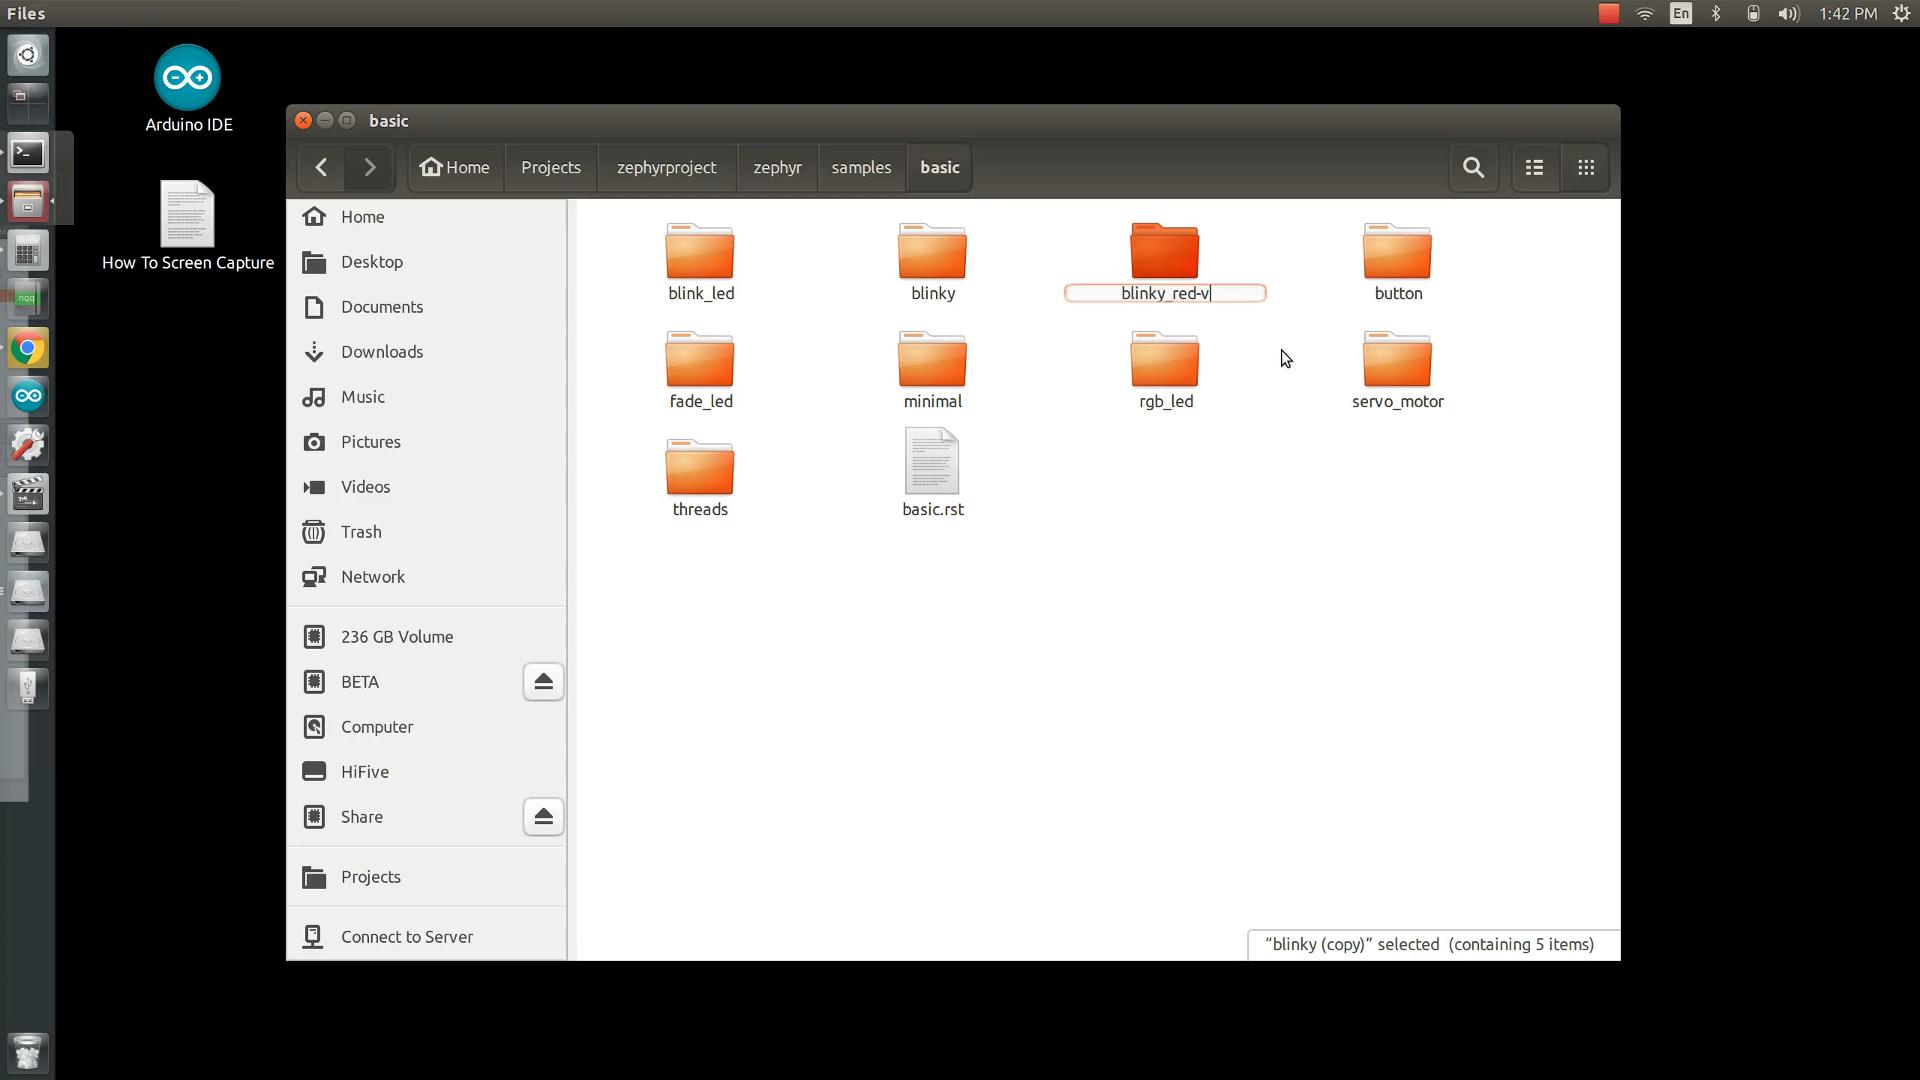 Files
En
1:42 PM
Arduino IDE
How To Screen Capture
basic
Home
Projects
zephyrproject
zephyr
samples
basic
Home
Desktop
Documents
Downloads
Music
Pictures
Videos
Trash
Network
236 GB Volume
BETA
Computer
HiFive
Share
Projects
Connect to Server
blink_led
blinky
blinky_red-v
button
fade_led
minimal
rgb_led
servo_motor
threads
basic.rst
nqq
“blinky (copy)” selected (containing 5 items)